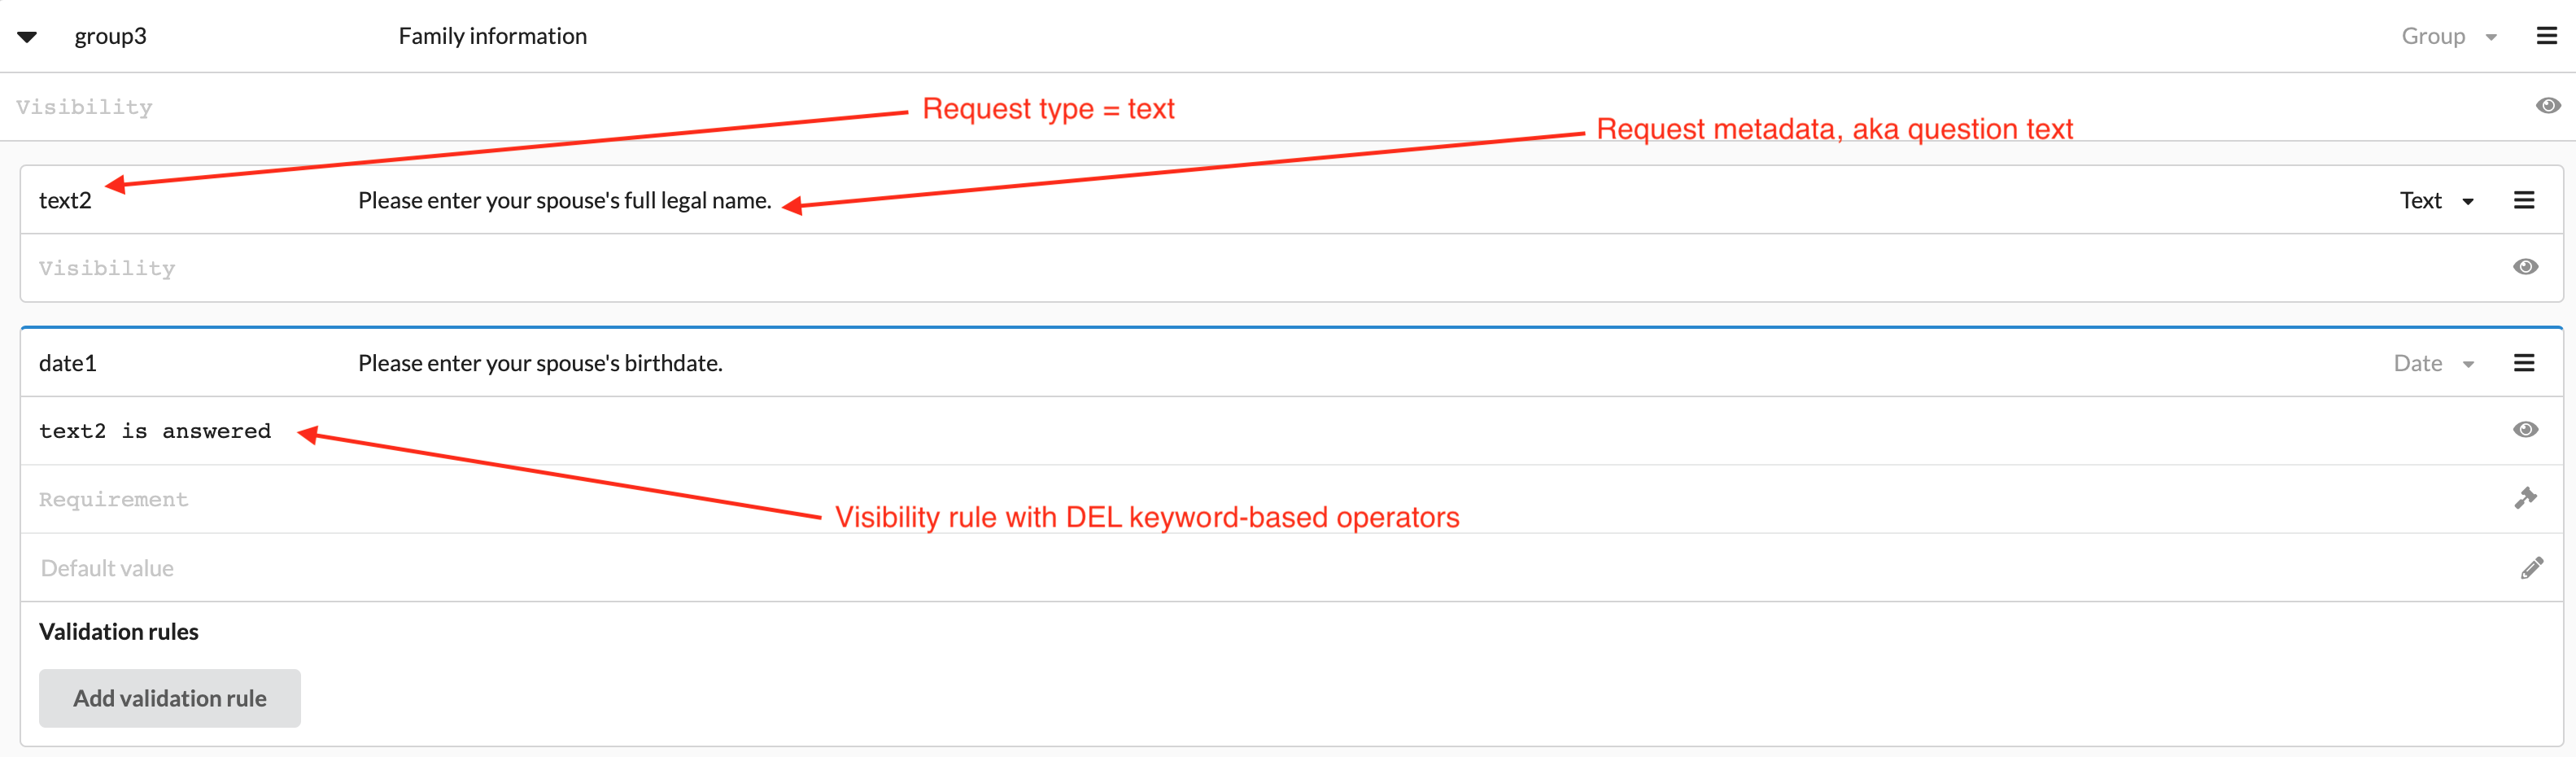 group3 Family information Group
Visibility
Request type = text
Request metadata, aka question text
text2 Please enter your spouse's full legal name. Text
Visibility
date1 Please enter your spouse's birthdate. Date
text2 is answered
Requirement
Visibility rule with DEL keyword-based operators
Default value
Validation rules
Add validation rule